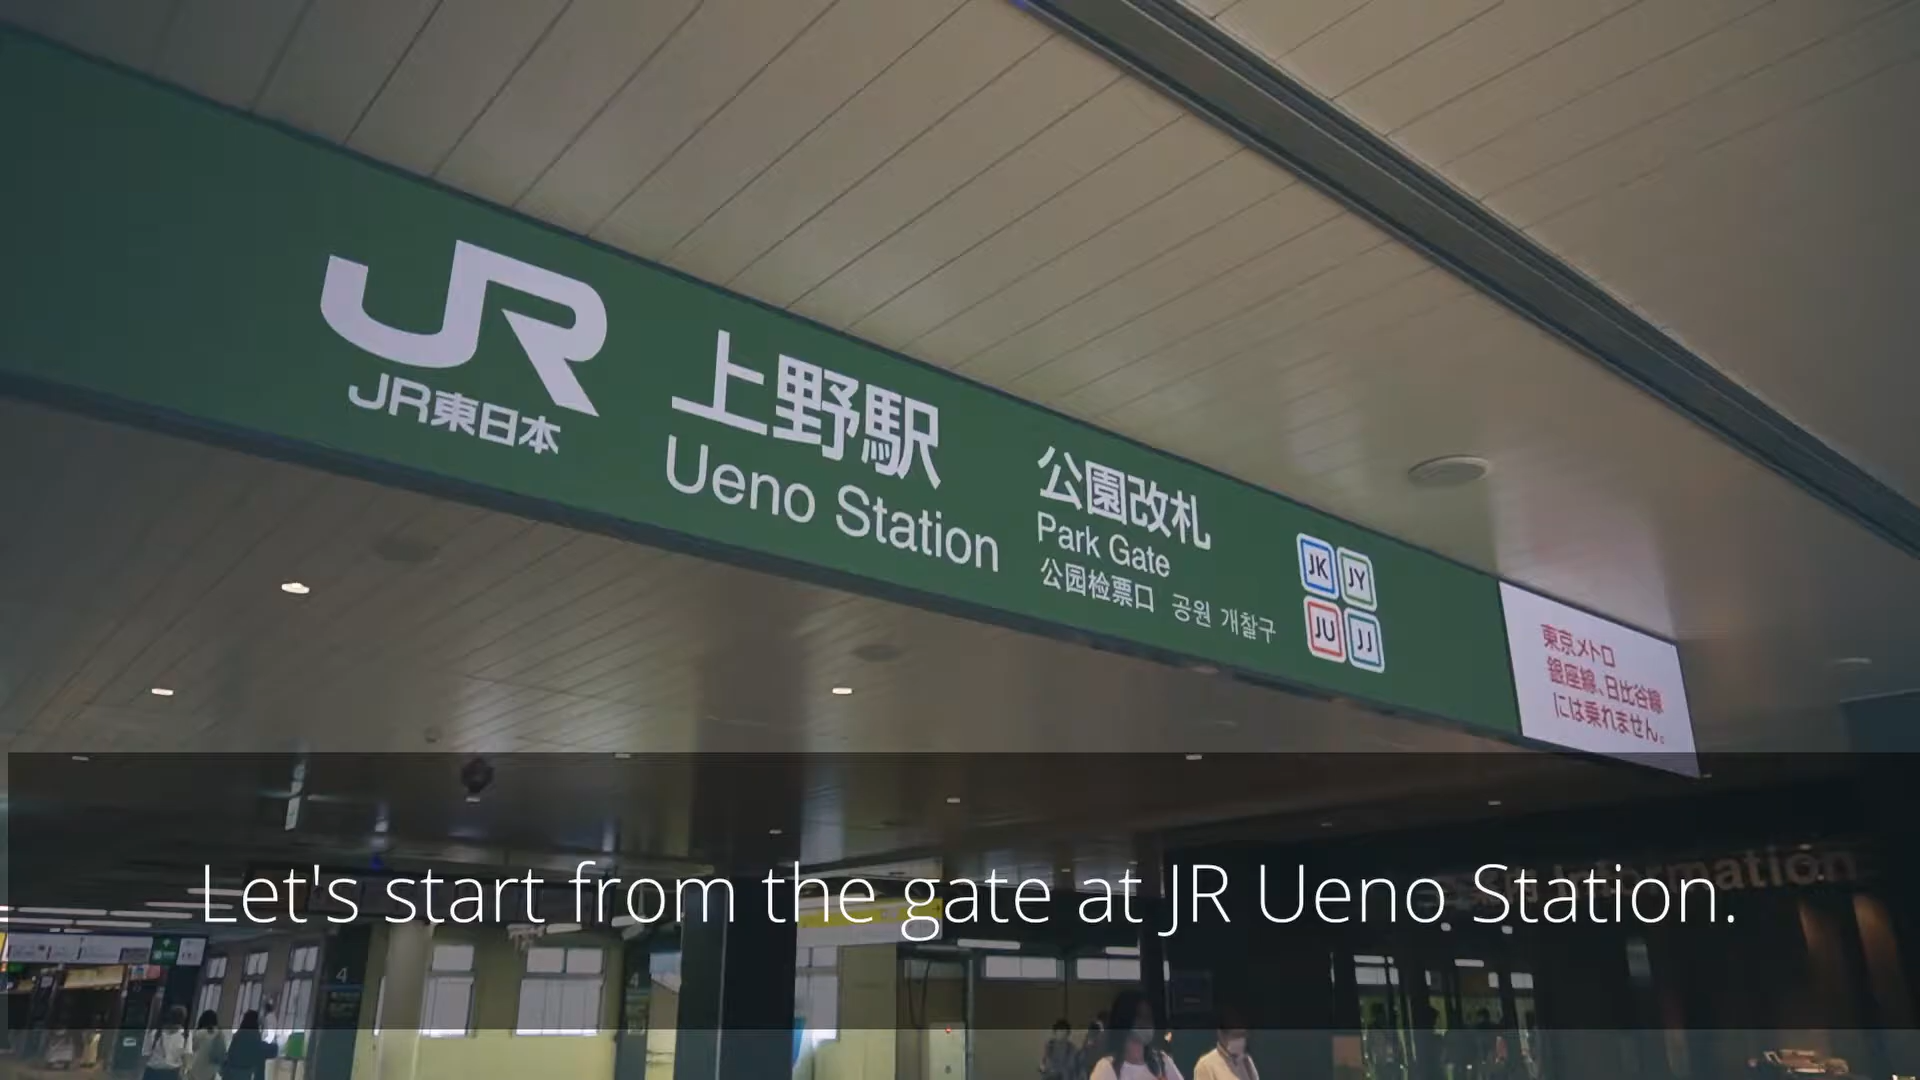 JR
JR東日本
上野駅
Ueno Station
公園改札
Park Gate
公园检票口 공원 개찰구
JK JY
JU JJ
東京メトロ
銀座線、日比谷線
には乗れません。
Let's start from the gate at JR Ueno Station.
Information
4
4